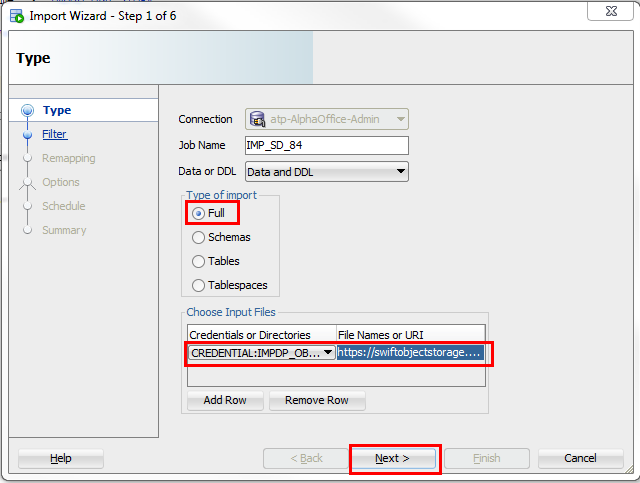 Import Wizard - Step 1 of 6
Type
Type
Filter
Remapping
Options
Schedule
Summary
Connection atp-AlphaOffice-Admin
Job Name IMP_SD_84
Data or DDL Data and DDL
Type of import
Full
Schemas
Tables
Tablespaces
Choose Input Files
Credentials or Directories File Names or URI
CREDENTIAL:IMPDP_OB... https://swiftobjectstorage....
Add Row Remove Row
Help < Back Next > Finish Cancel